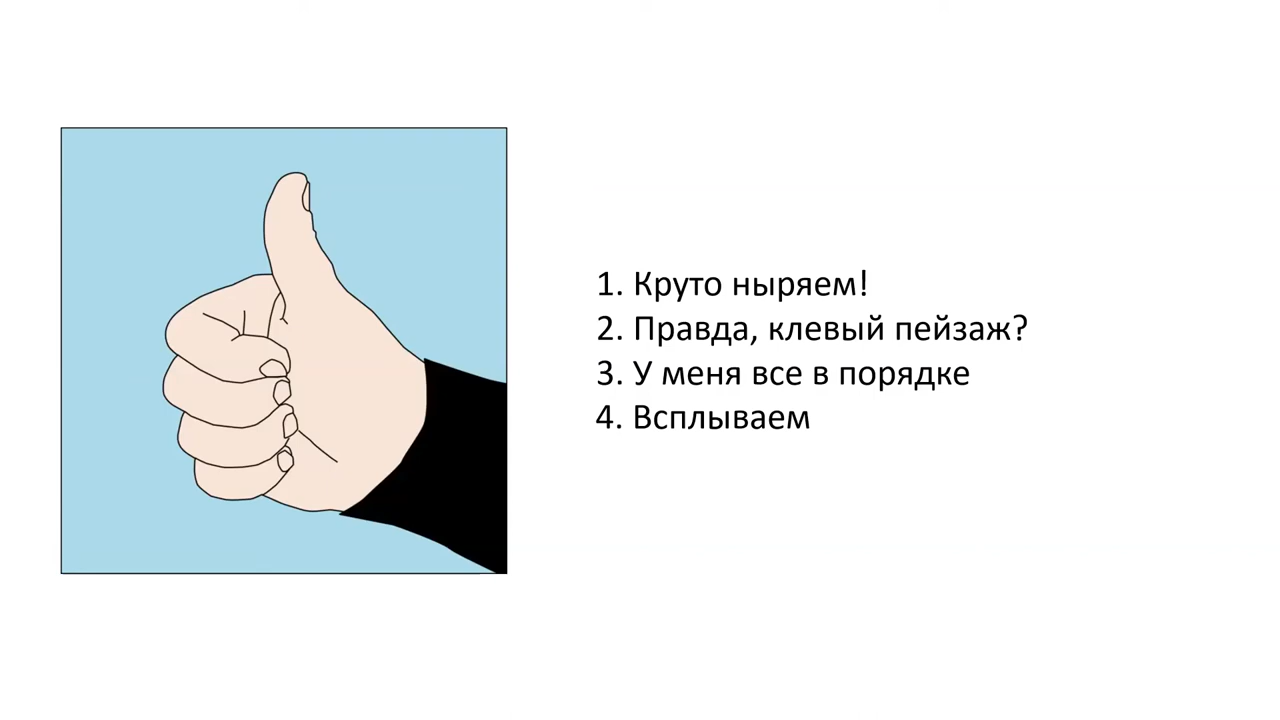 1. Круто ныряем!
2. Правда, клевый пейзаж?
3. У меня все в порядке
4. Всплываем